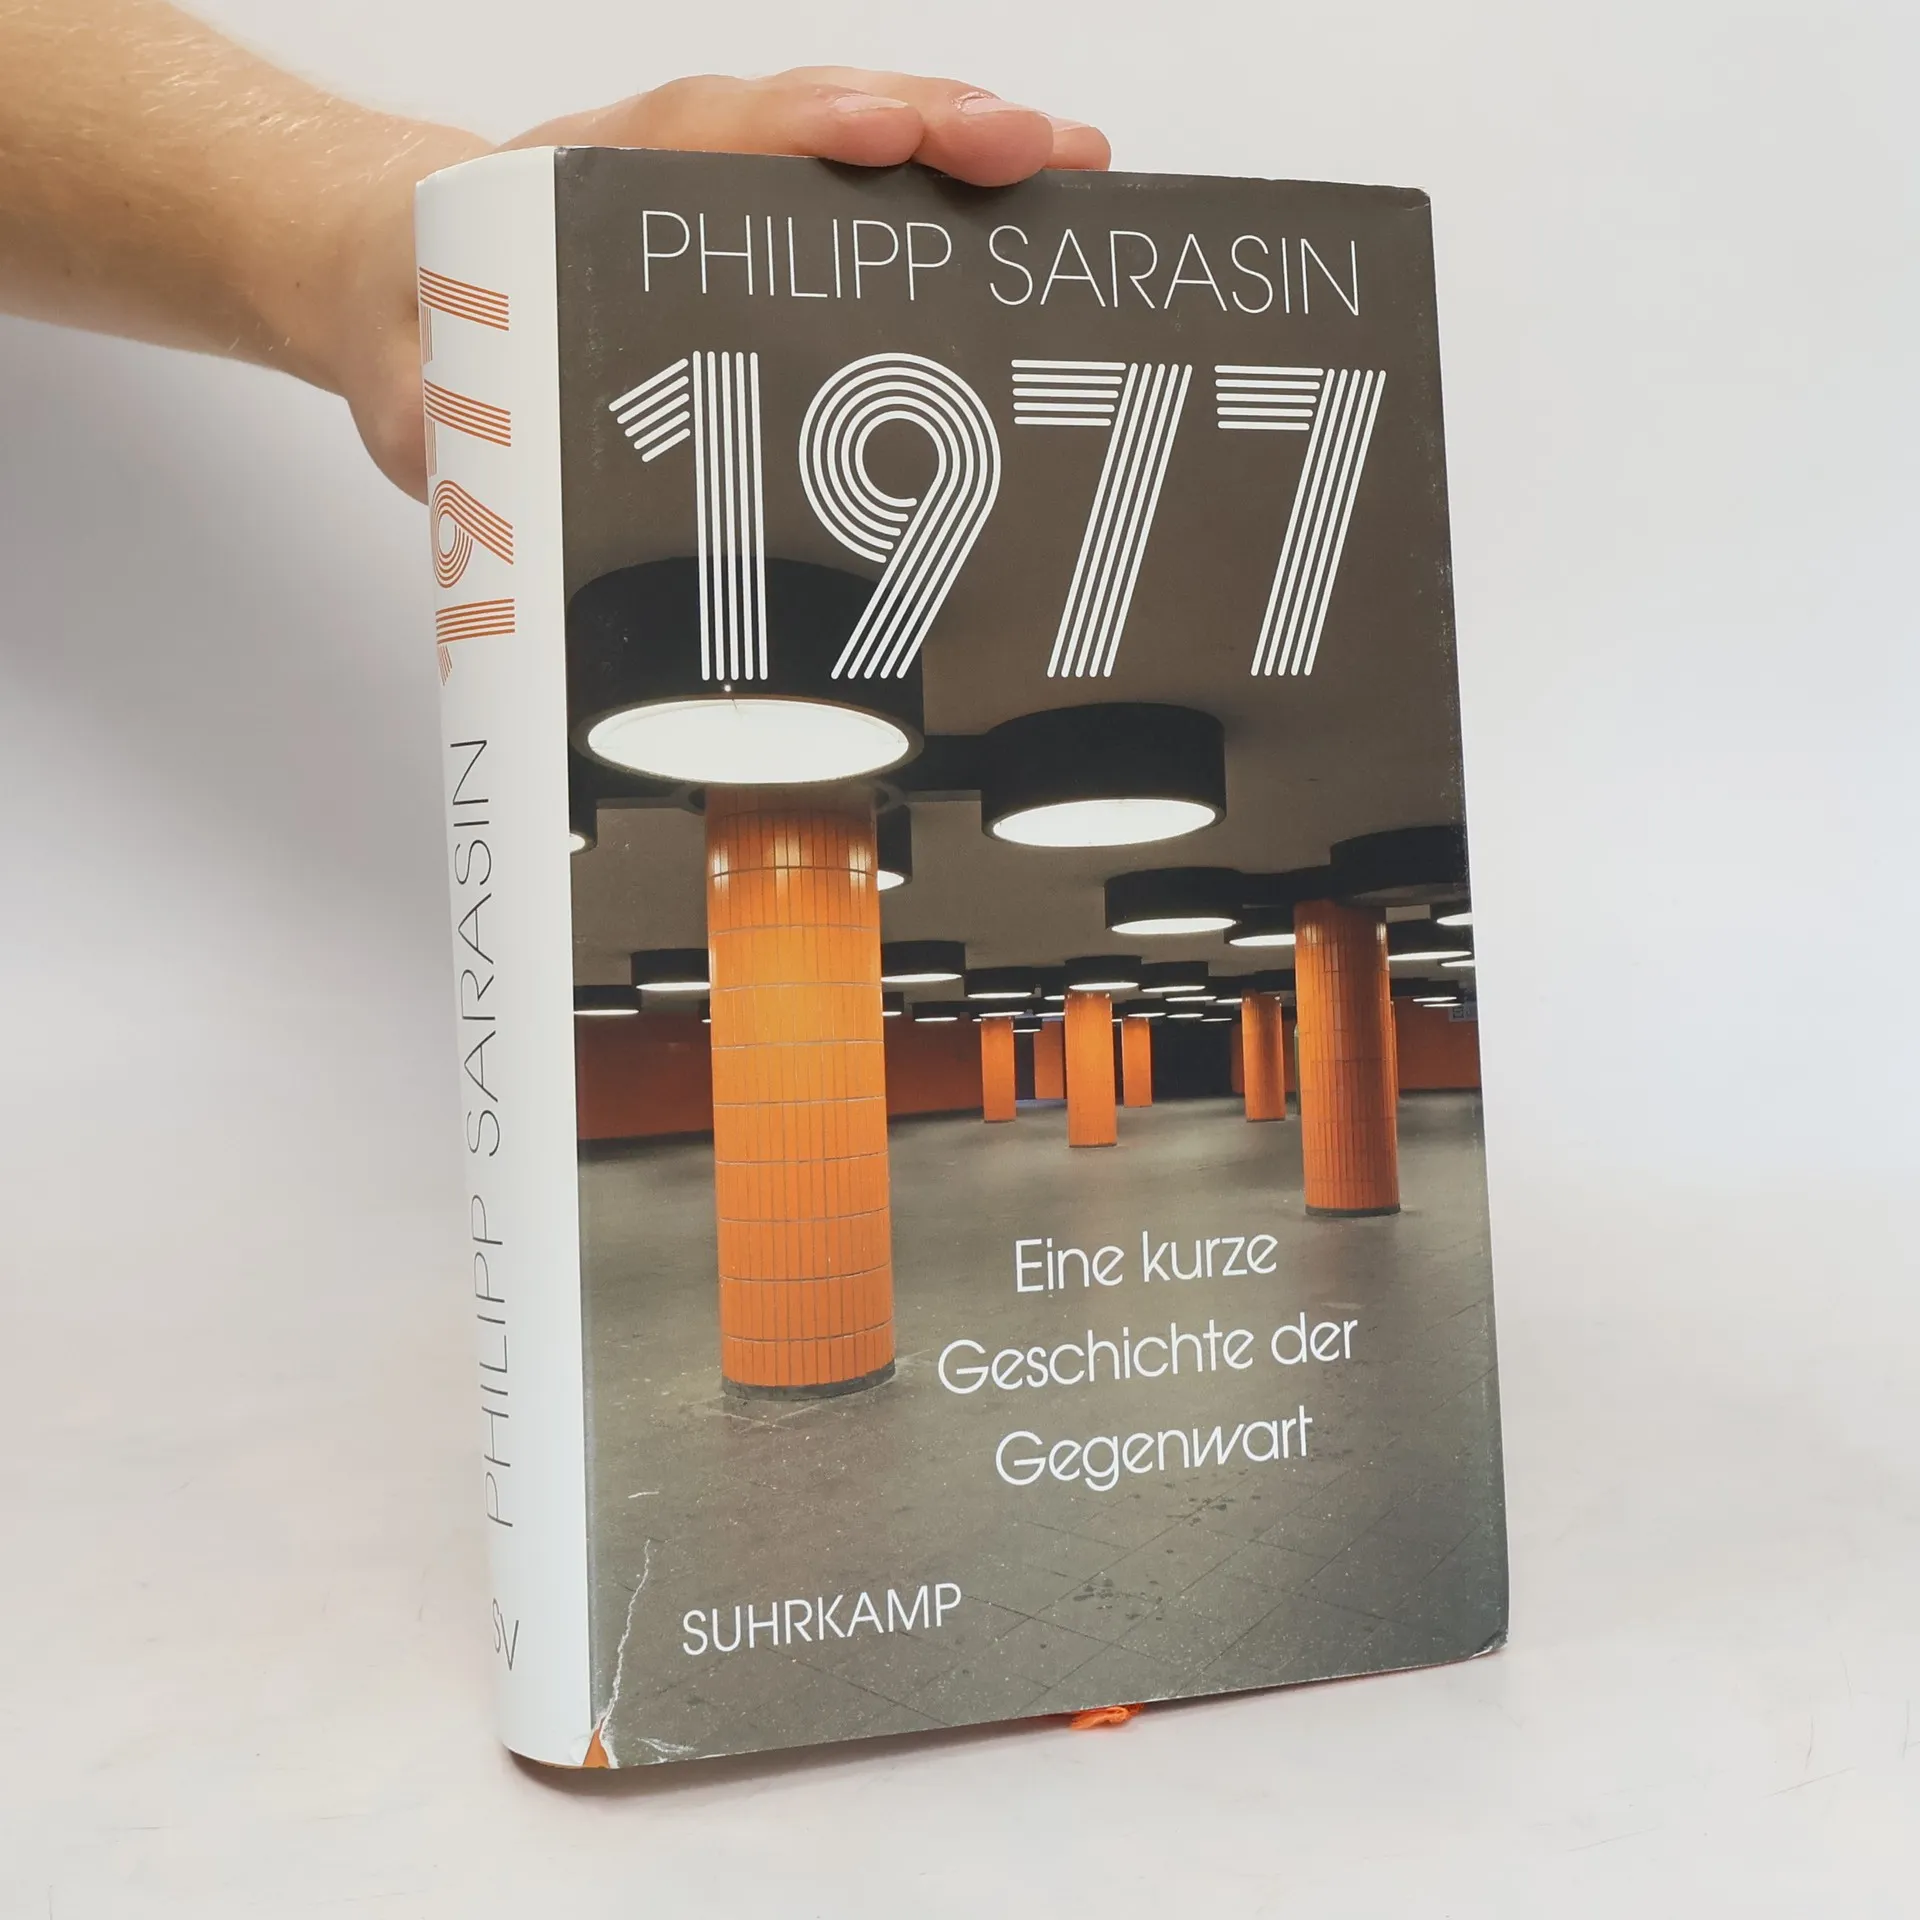 PHILIPP SARASIN
1977
Eine kurze
Geschichte der
Gegenwart
SUHRKAMP
PHILIPP SARASIN 1977
SV